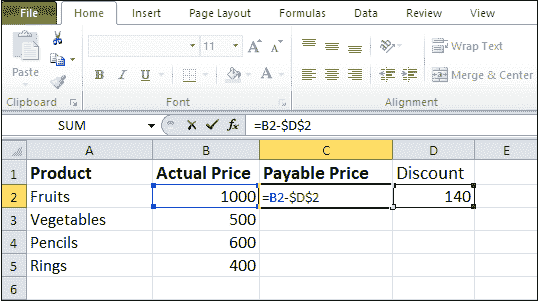 File Home Insert Page Layout Formulas Data Review View
Paste
11 A A Wrap Text
B I U A Merge & Center
Clipboard Font Alignment
SUM fx =B2-$D$2
A B C D E
1 Product Actual Price Payable Price Discount
2 Fruits 1000 =B2-$D$2 140
3 Vegetables 500
4 Pencils 600
5 Rings 400
6